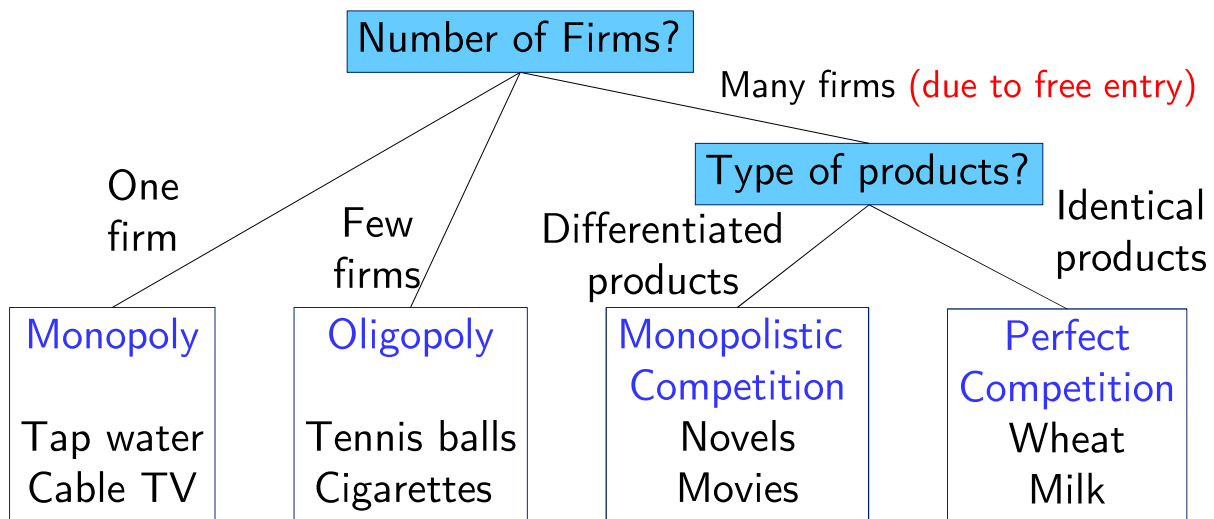 Number of Firms?
Many firms (due to free entry)
Type of products?
One
firm
Few
firms
Differentiated
products
Identical
products
Monopoly
Tap water
Cable TV
Oligopoly
Tennis balls
Cigarettes
Monopolistic
Competition
Novels
Movies
Perfect
Competition
Wheat
Milk